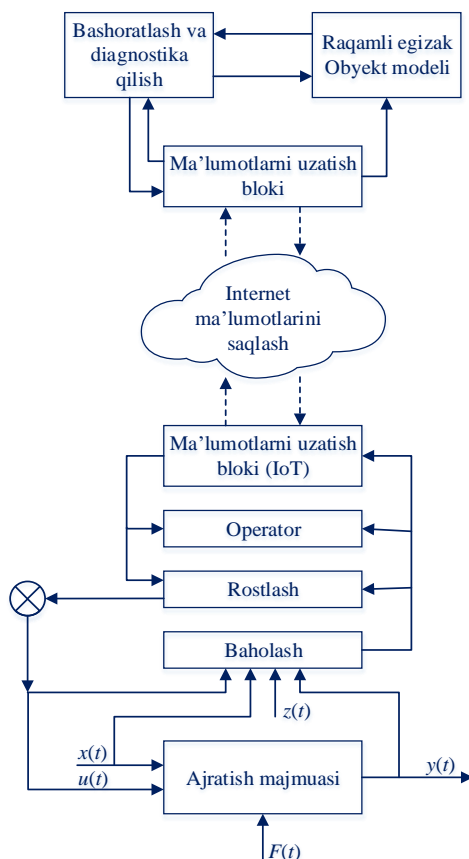 Bashoratlash va
diagnostika
qilish
Raqamli egizak
Obyekt modeli
Ma’lumotlarni uzatish
bloki
Internet
ma’lumotlarini
saqlash
Ma’lumotlarni uzatish
bloki (IoT)
Operator
Rostlash
Baholash
z(t)
x(t)
u(t)
Ajratish majmuasi
y(t)
F(t)